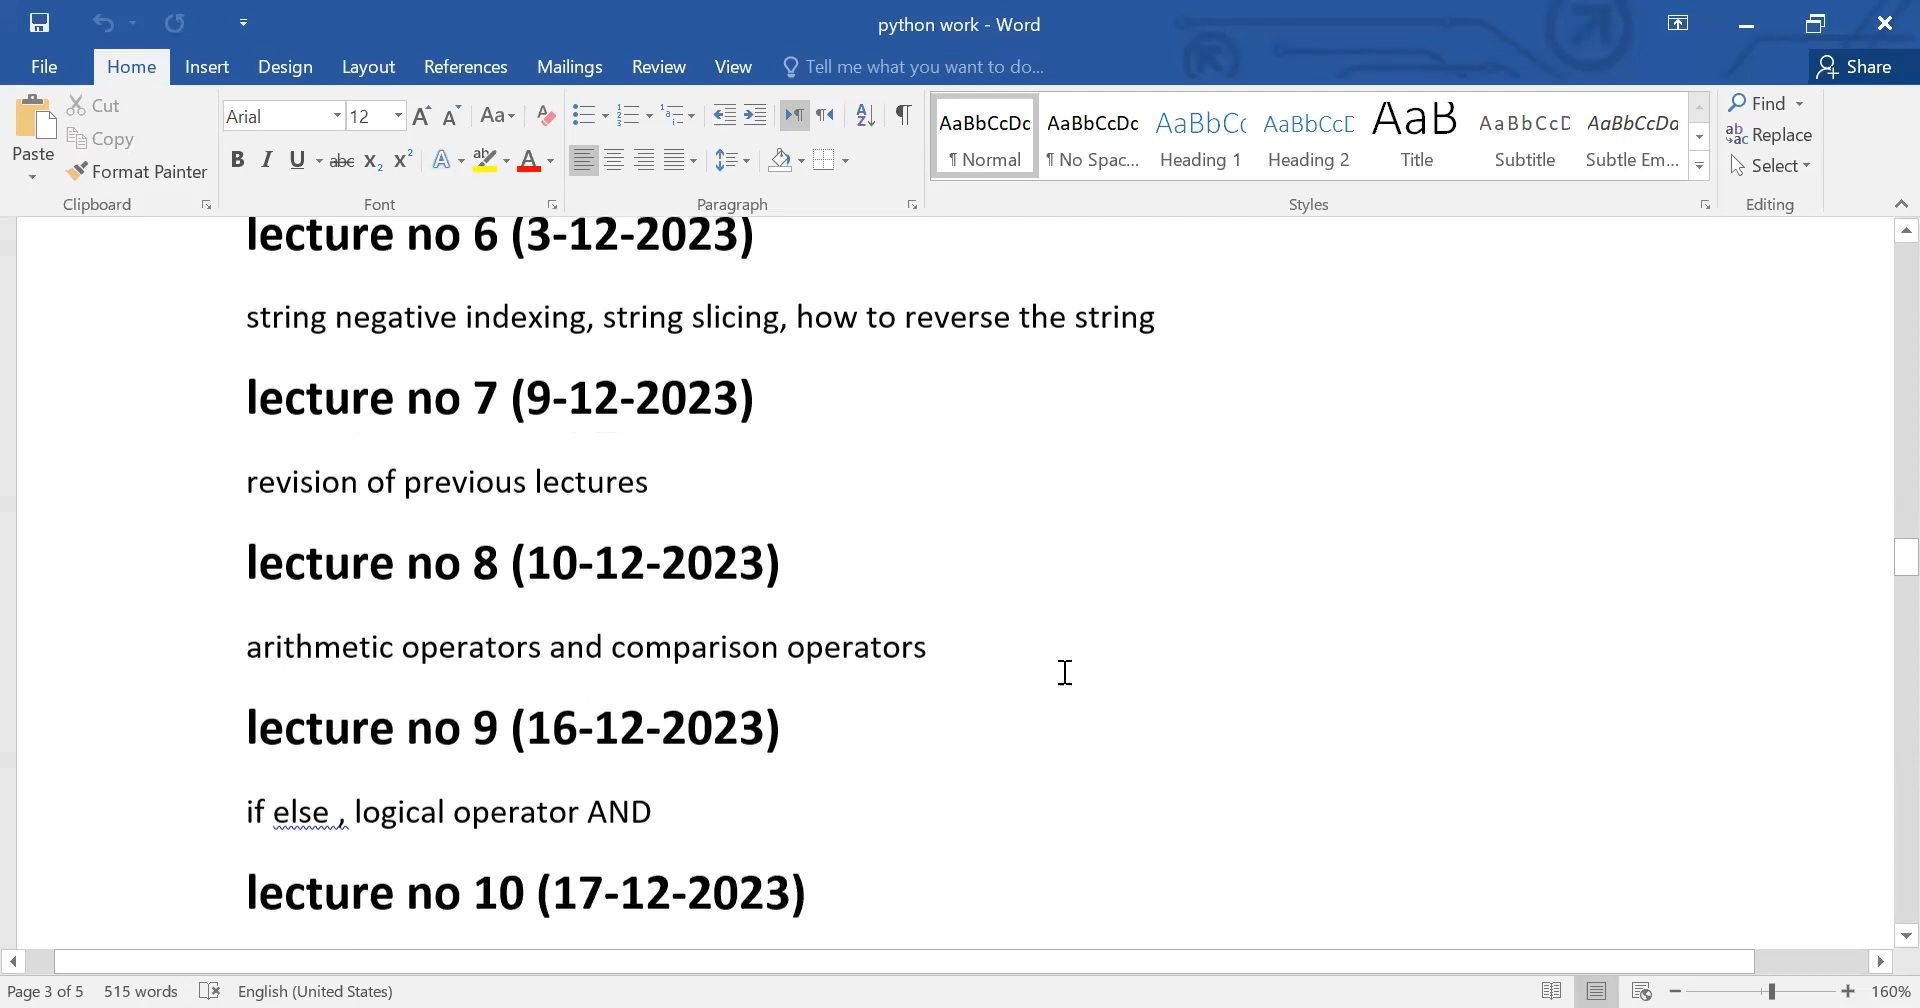 python work - Word
File Home Insert Design Layout References Mailings Review View Tell me what you want to do... Share
Paste Cut Copy Format Painter
Clipboard
Arial 12 Aa
B I U abc X₂ X² A A
Font
Paragraph
AaBbCcDc AaBbCcDc AaBbCc AaBbCcD AaB AaBbCcD AaBbCcDa
¶ Normal ¶ No Spac... Heading 1 Heading 2 Title Subtitle Subtle Em...
Styles
Find
Replace
Select
Editing
lecture no 6 (3-12-2023)
string negative indexing, string slicing, how to reverse the string
lecture no 7 (9-12-2023)
revision of previous lectures
lecture no 8 (10-12-2023)
arithmetic operators and comparison operators
lecture no 9 (16-12-2023)
if else , logical operator AND
lecture no 10 (17-12-2023)
Page 3 of 5 515 words English (United States) 160%